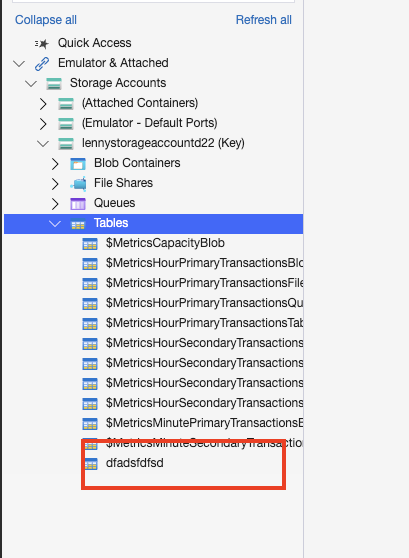 Collapse all Refresh all
Quick Access
Emulator & Attached
Storage Accounts
(Attached Containers)
(Emulator - Default Ports)
lennystorageaccountd22 (Key)
Blob Containers
File Shares
Queues
Tables
$MetricsCapacityBlob
$MetricsHourPrimaryTransactionsBlo
$MetricsHourPrimaryTransactionsFile
$MetricsHourPrimaryTransactionsQu
$MetricsHourPrimaryTransactionsTab
$MetricsHourSecondaryTransactions
$MetricsHourSecondaryTransactions
$MetricsHourSecondaryTransactions
$MetricsHourSecondaryTransactions
$MetricsMinutePrimaryTransactionsB
$MetricsMinuteSecondaryTransactio
dfadsfdfsd